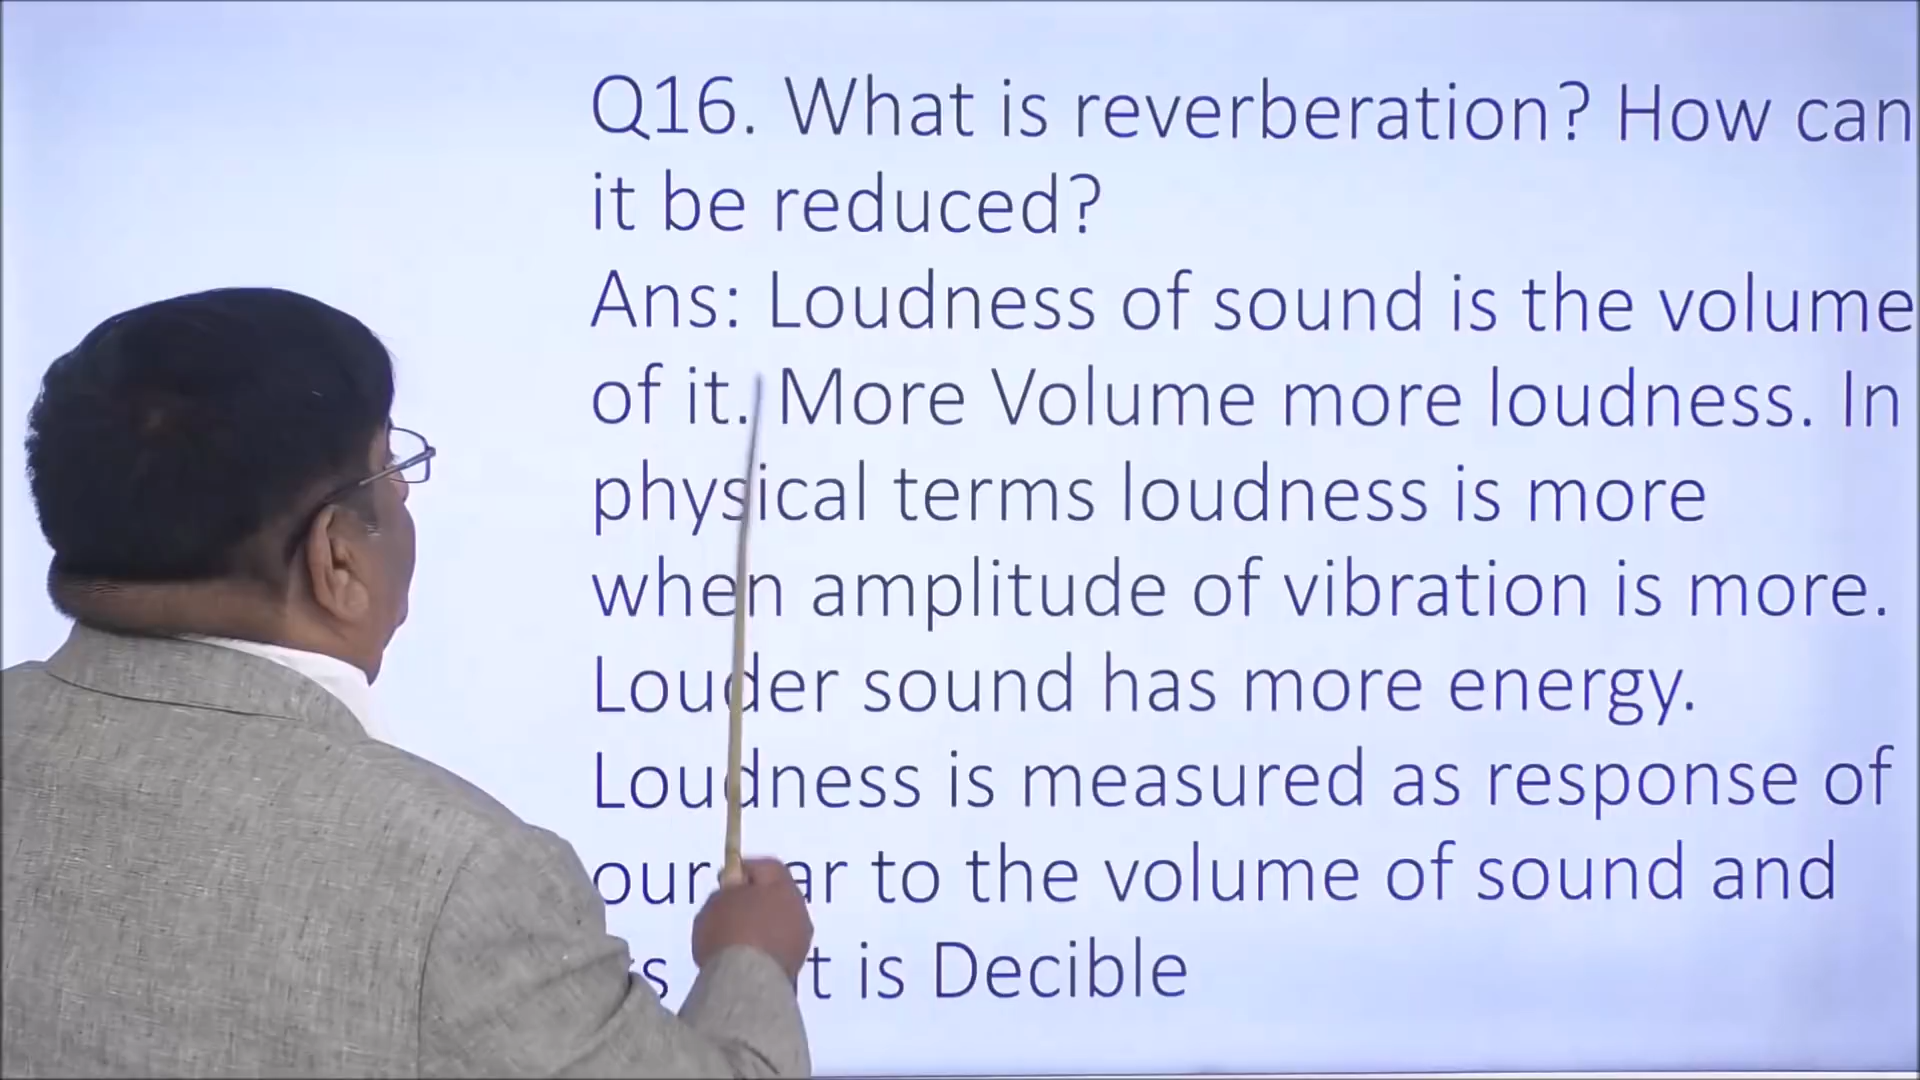 Q16. What is reverberation? How can
it be reduced?
Ans: Loudness of sound is the volume
of it. More Volume more loudness. In
physical terms loudness is more
when amplitude of vibration is more.
Louder sound has more energy.
Loudness is measured as response of
our ear to the volume of sound and
is Decible